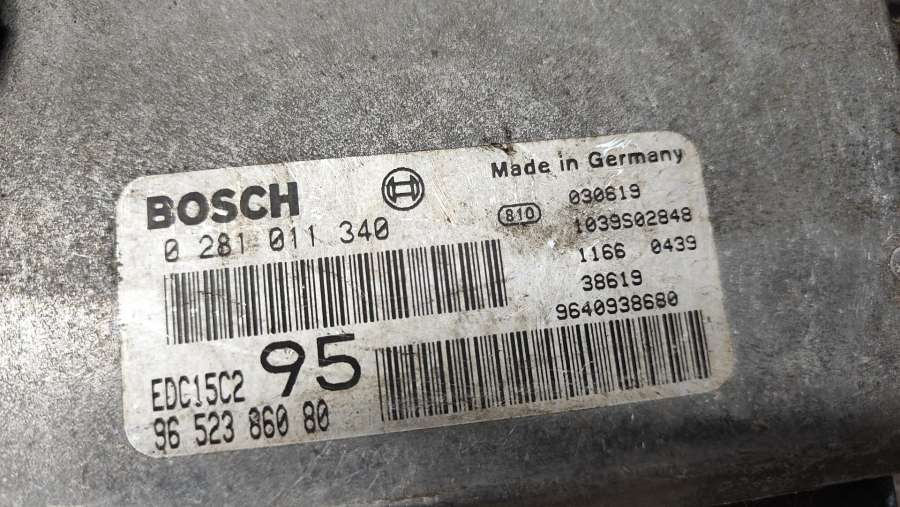 BOSCH
Made in Germany
0 281 011 340
810
030619
1039S02848
1166 0439
38619
9640938680
EDC15C2 95
96 523 860 80